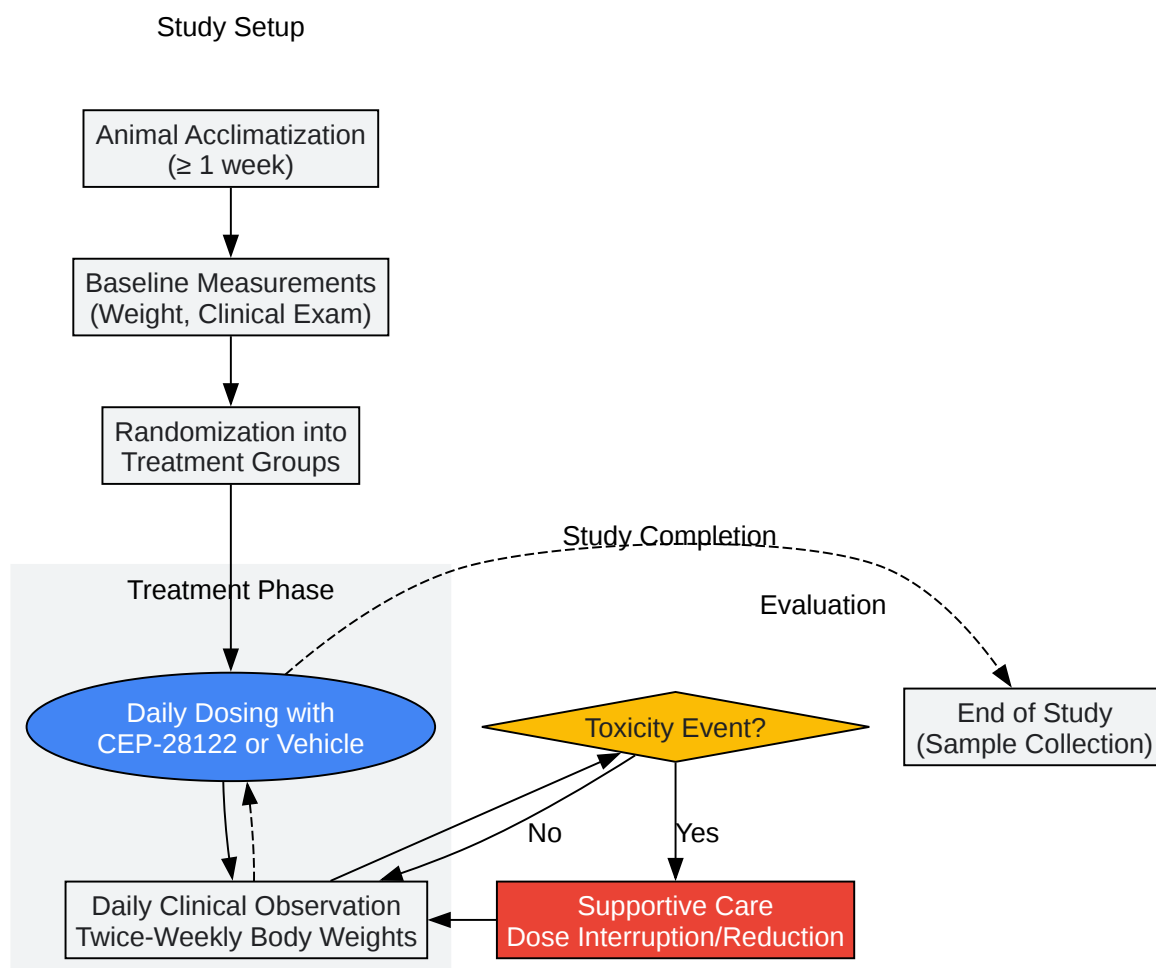 Study Setup
Animal Acclimatization
(≥ 1 week)
Baseline Measurements
(Weight, Clinical Exam)
Randomization into
Treatment Groups
Study Completion
Treatment Phase
Evaluation
Daily Dosing with
CEP-28122 or Vehicle
Toxicity Event?
End of Study
(Sample Collection)
No
Yes
Daily Clinical Observation
Twice-Weekly Body Weights
Supportive Care
Dose Interruption/Reduction